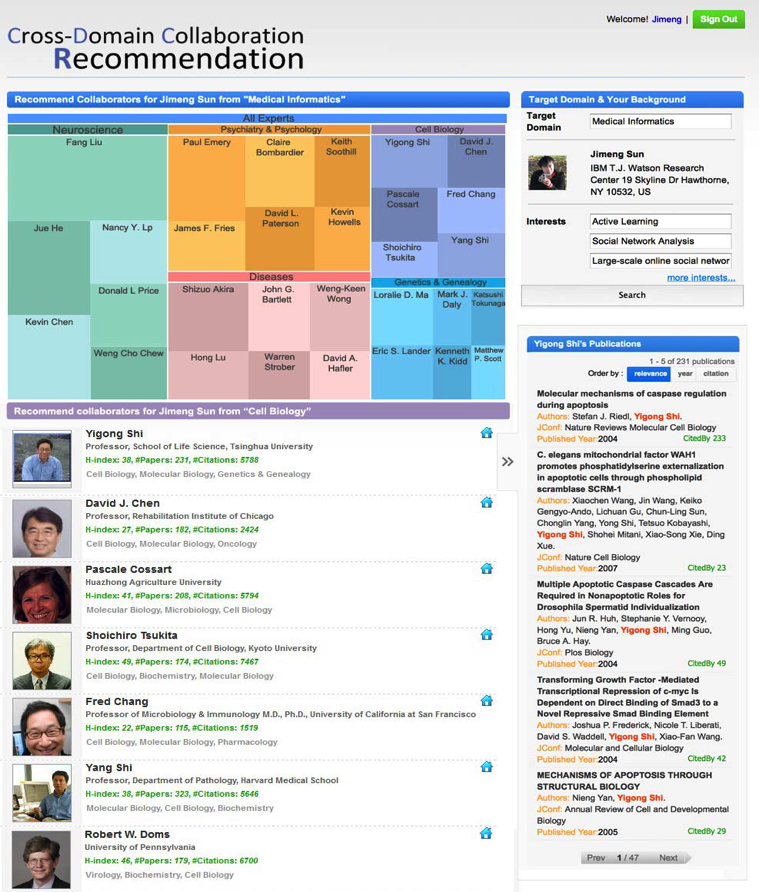 Welcome! Jimeng | Sign Out
Cross-Domain Collaboration
Recommendation
Recommend Collaborators for Jimeng Sun from "Medical Informatics"
All Experts
Neuroscience
Fang Liu
Jue He
Nancy Y. Lp
Donald L Price
Kevin Chen
Weng Cho Chew
Psychiatry & Psychology
Paul Emery
Claire
Bombardier
Keith
Soothill
James F. Fries
David L.
Paterson
Kevin
Howells
Diseases
Shizuo Akira
John G.
Bartlett
Weng-Keen
Wong
Hong Lu
Warren
Strober
David A.
Hafler
Cell Biology
Yigong Shi
David J.
Chen
Pascale
Cossart
Fred Chang
Shoichiro
Tsukita
Yang Shi
Genetics & Genealogy
Loralie D. Ma
Mark J.
Daly
Katsushi
Tokunaga
Eric S. Lander
Kenneth
K. Kidd
Matthew
P. Scott
Recommend collaborators for Jimeng Sun from “Cell Biology”
Yigong Shi
Professor, School of Life Science, Tsinghua University
H-index: 38, #Papers: 231, #Citations: 5788
Cell Biology, Molecular Biology, Genetics & Genealogy
David J. Chen
Professor, Rehabilitation Institute of Chicago
H-index: 27, #Papers: 182, #Citations: 2424
Cell Biology, Molecular Biology, Oncology
Pascale Cossart
Huazhong Agriculture University
H-index: 41, #Papers: 208, #Citations: 5794
Molecular Biology, Microbiology, Cell Biology
Shoichiro Tsukita
Professor, Department of Cell Biology, Kyoto University
H-index: 49, #Papers: 174, #Citations: 7467
Cell Biology, Biochemistry, Molecular Biology
Fred Chang
Professor of Microbiology & Immunology M.D., Ph.D., University of California at San Francisco
H-index: 22, #Papers: 115, #Citations: 1519
Cell Biology, Molecular Biology, Pharmacology
Yang Shi
Professor, Department of Pathology, Harvard Medical School
H-index: 38, #Papers: 323, #Citations: 5646
Molecular Biology, Cell Biology, Biochemistry
Robert W. Doms
University of Pennsylvania
H-index: 46, #Papers: 179, #Citations: 6700
Virology, Biochemistry, Cell Biology
Target Domain & Your Background
Target
Domain
Medical Informatics
Jimeng Sun
IBM T.J. Watson Research
Center 19 Skyline Dr Hawthorne,
NY 10532, US
Interests
Active Learning
Social Network Analysis
Large-scale online social networ
more interests...
Search
»
Yigong Shi's Publications
1 - 5 of 231 publications
Order by : relevance year citation
Molecular mechanisms of caspase regulation
during apoptosis
Authors: Stefan J. Riedl, Yigong Shi.
JConf: Nature Reviews Molecular Cell Biology
Published Year:2004 CitedBy 233
C. elegans mitochondrial factor WAH1
promotes phosphatidylserine externalization
in apoptotic cells through phospholipid
scramblase SCRM-1
Authors: Xiaochen Wang, Jin Wang, Keiko
Gengyo-Ando, Lichuan Gu, Chun-Ling Sun,
Chonglin Yang, Yong Shi, Tetsuo Kobayashi,
Yigong Shi, Shohei Mitani, Xiao-Song Xie, Ding
Xue.
JConf: Nature Cell Biology
Published Year:2007 CitedBy 23
Multiple Apoptotic Caspase Cascades Are
Required in Nonapoptotic Roles for
Drosophila Spermatid Individualization
Authors: Jun R. Huh, Stephanie Y. Vernooy,
Hong Yu, Nieng Yan, Yigong Shi, Ming Guo,
Bruce A. Hay.
JConf: Plos Biology
Published Year:2004 CitedBy 49
Transforming Growth Factor -Mediated
Transcriptional Repression of c-myc Is
Dependent on Direct Binding of Smad3 to a
Novel Repressive Smad Binding Element
Authors: Joshua P. Frederick, Nicole T. Liberati,
David S. Waddell, Yigong Shi, Xiao-Fan Wang.
JConf: Molecular and Cellular Biology
Published Year:2004 CitedBy 42
MECHANISMS OF APOPTOSIS THROUGH
STRUCTURAL BIOLOGY
Authors: Nieng Yan, Yigong Shi.
JConf: Annual Review of Cell and Developmental
Biology
Published Year:2005 CitedBy 29
Prev 1 / 47 Next